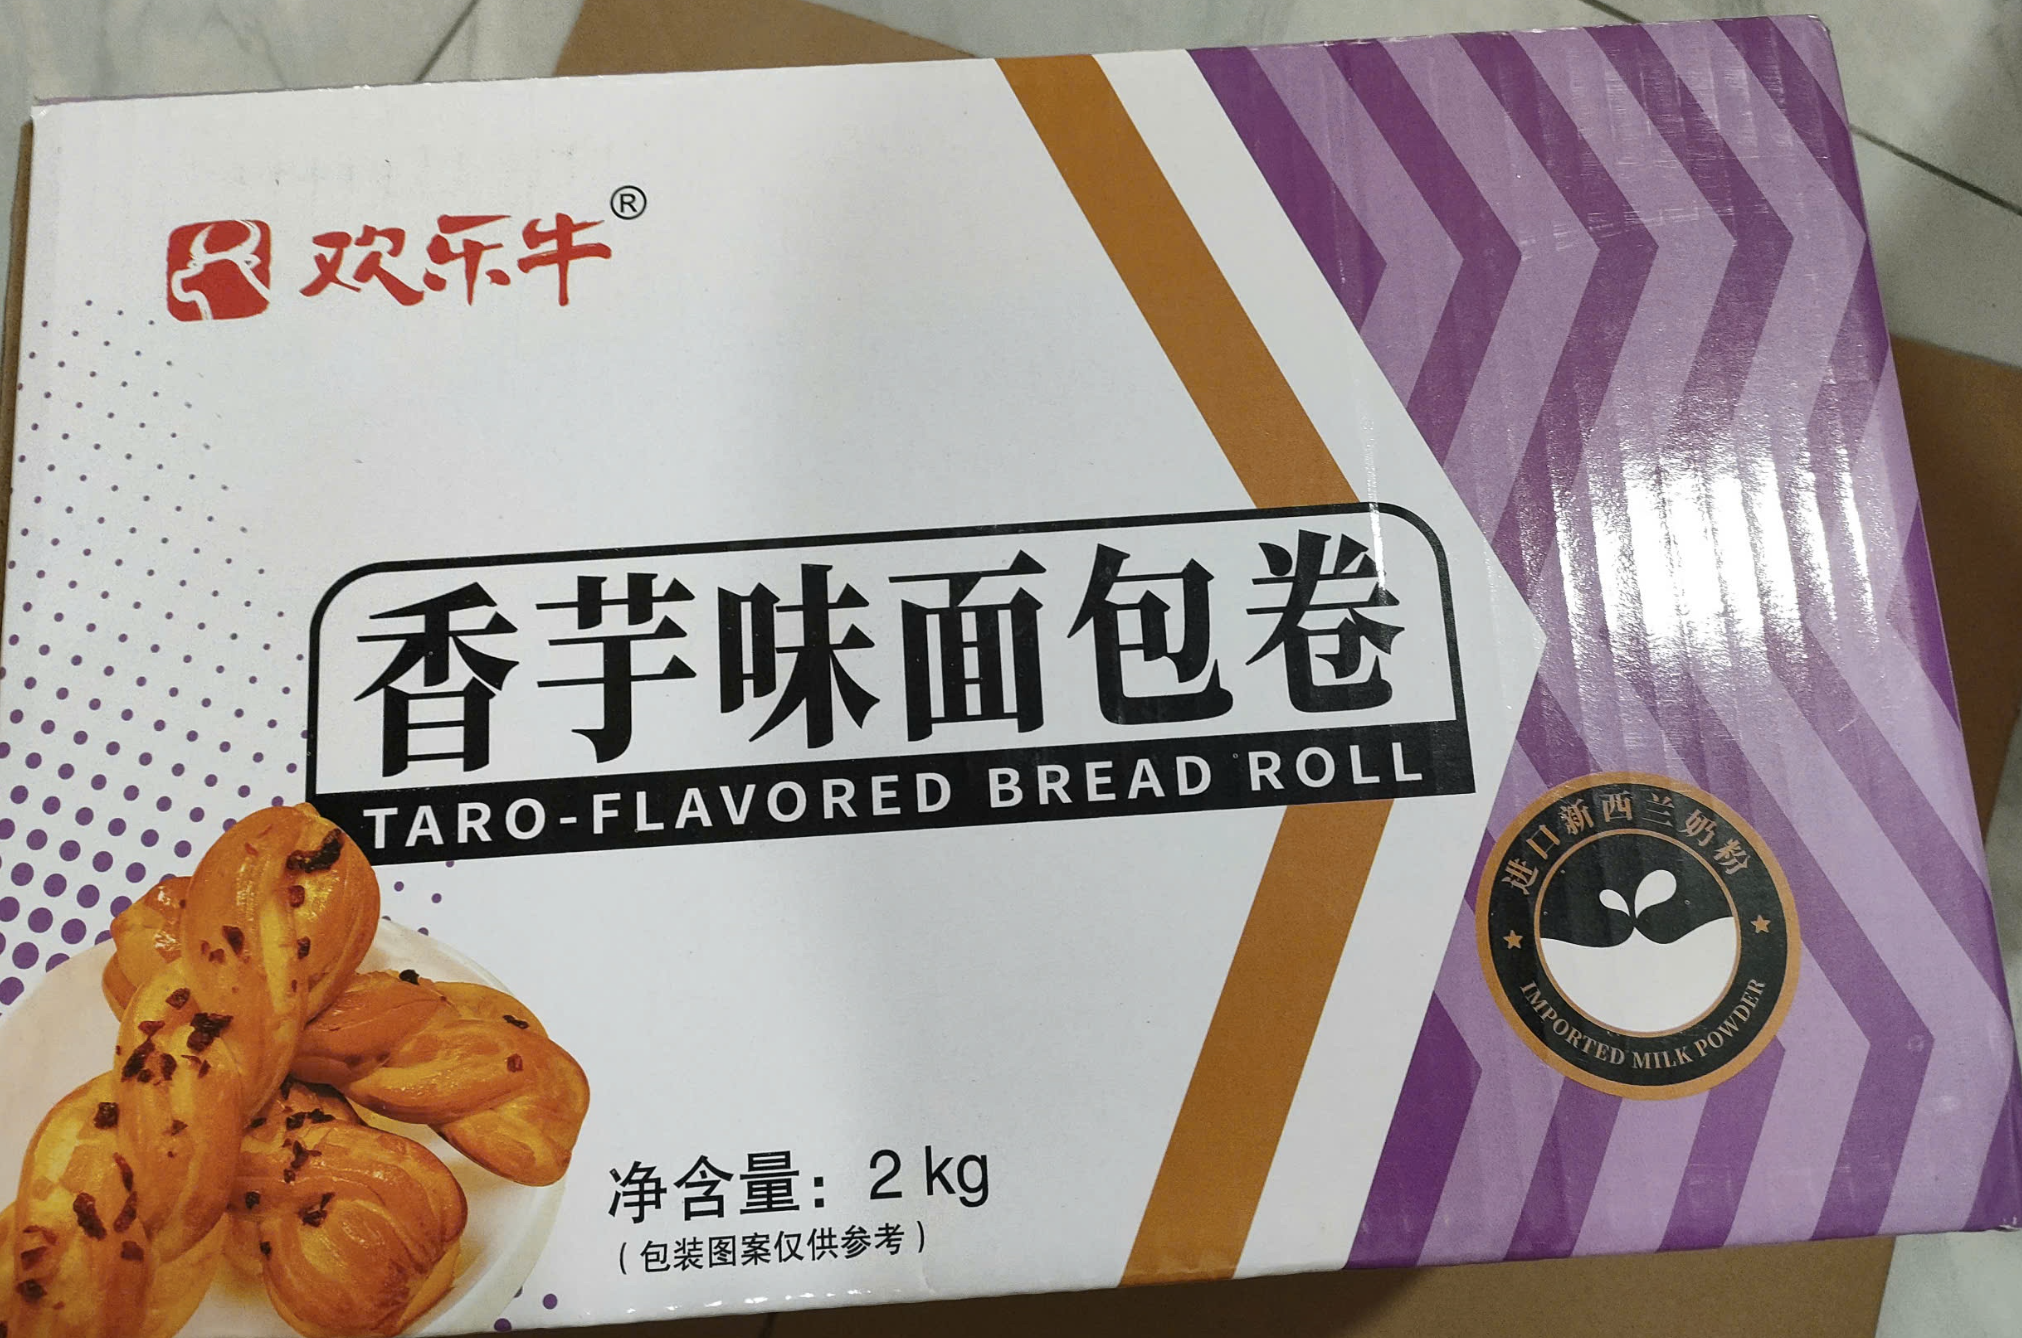 欢乐牛®
香芋味面包卷
TARO-FLAVORED BREAD ROLL
进口新西兰奶粉
IMPORTED MILK POWDER
净含量：2 kg
（包装图案仅供参考）